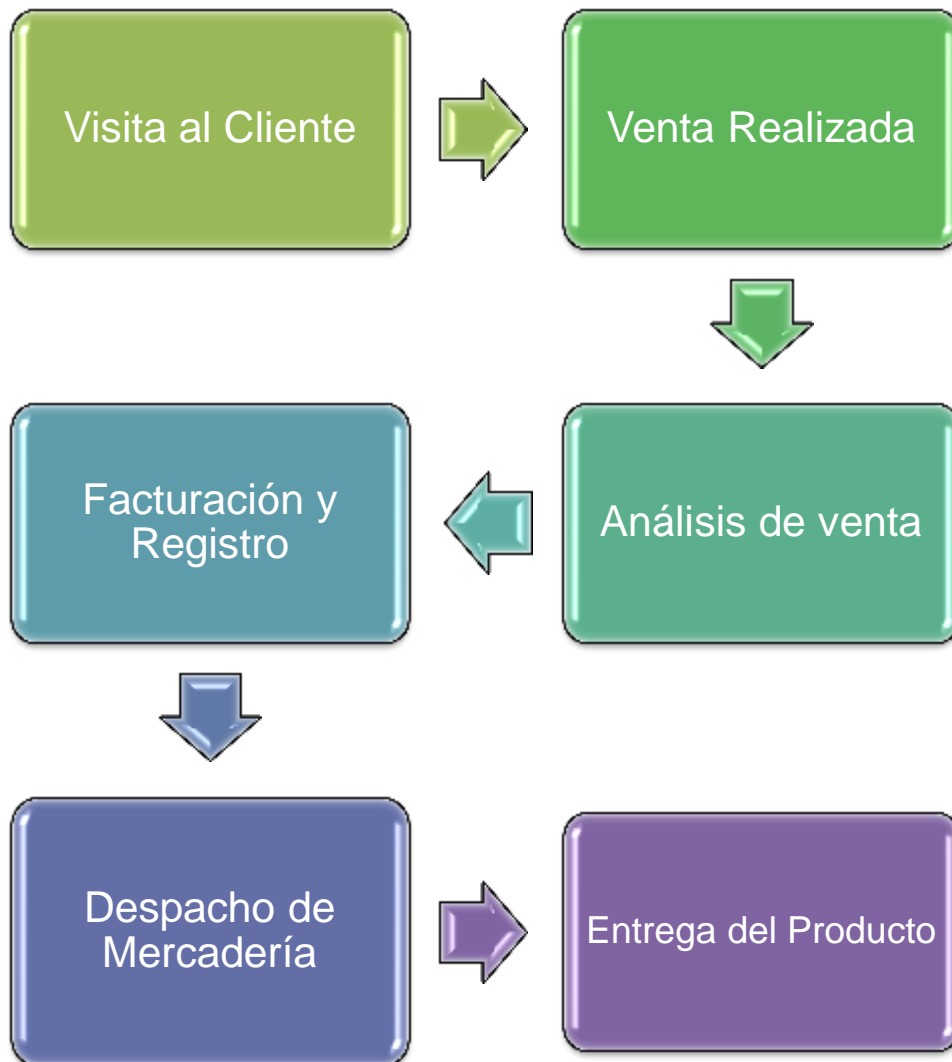 Visita al Cliente
Venta Realizada
Análisis de venta
Facturación y
Registro
Despacho de
Mercadería
Entrega del Producto